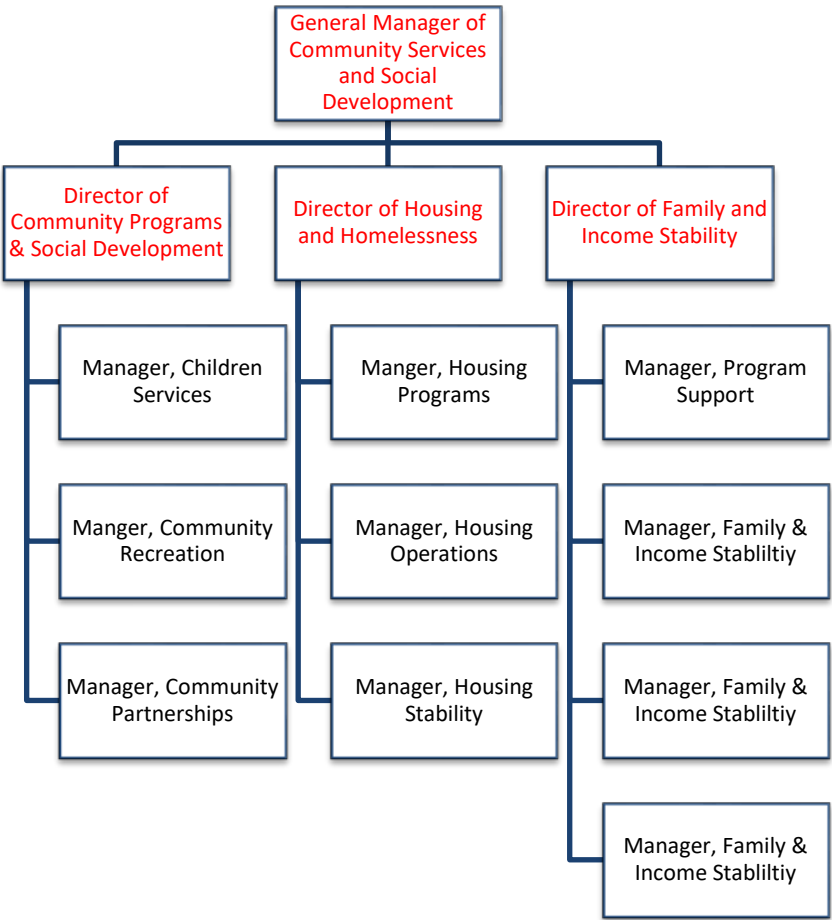 General Manager of
Community Services
and Social
Development
Director of
Community Programs
& Social Development
Director of Housing
and Homelessness
Director of Family and
Income Stability
Manager, Children
Services
Manger, Community
Recreation
Manager, Community
Partnerships
Manger, Housing
Programs
Manager, Housing
Operations
Manager, Housing
Stability
Manager, Program
Support
Manager, Family &
Income Stabliltiy
Manager, Family &
Income Stabliltiy
Manager, Family &
Income Stabliltiy